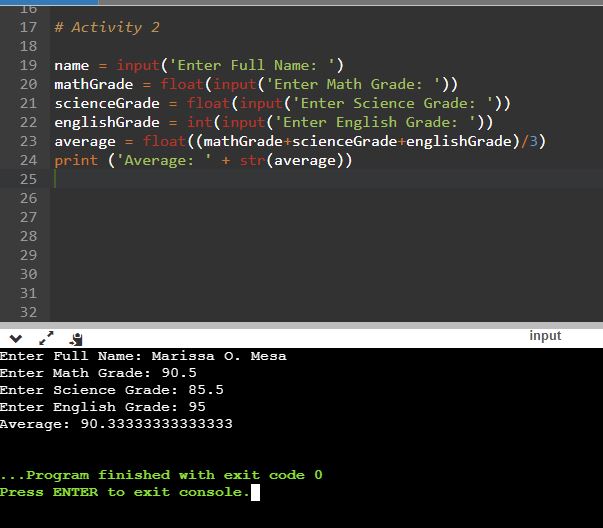 16
17 # Activity 2
18
19 name = input('Enter Full Name: ')
20 mathGrade = float(input('Enter Math Grade: '))
21 scienceGrade = float(input('Enter Science Grade: '))
22 englishGrade = int(input('Enter English Grade: '))
23 average = float((mathGrade+scienceGrade+englishGrade)/3)
24 print ('Average: ' + str(average))
25
26
27
28
29
30
31
32
input
Enter Full Name: Marissa O. Mesa
Enter Math Grade: 90.5
Enter Science Grade: 85.5
Enter English Grade: 95
Average: 90.33333333333333
...Program finished with exit code 0
Press ENTER to exit console.